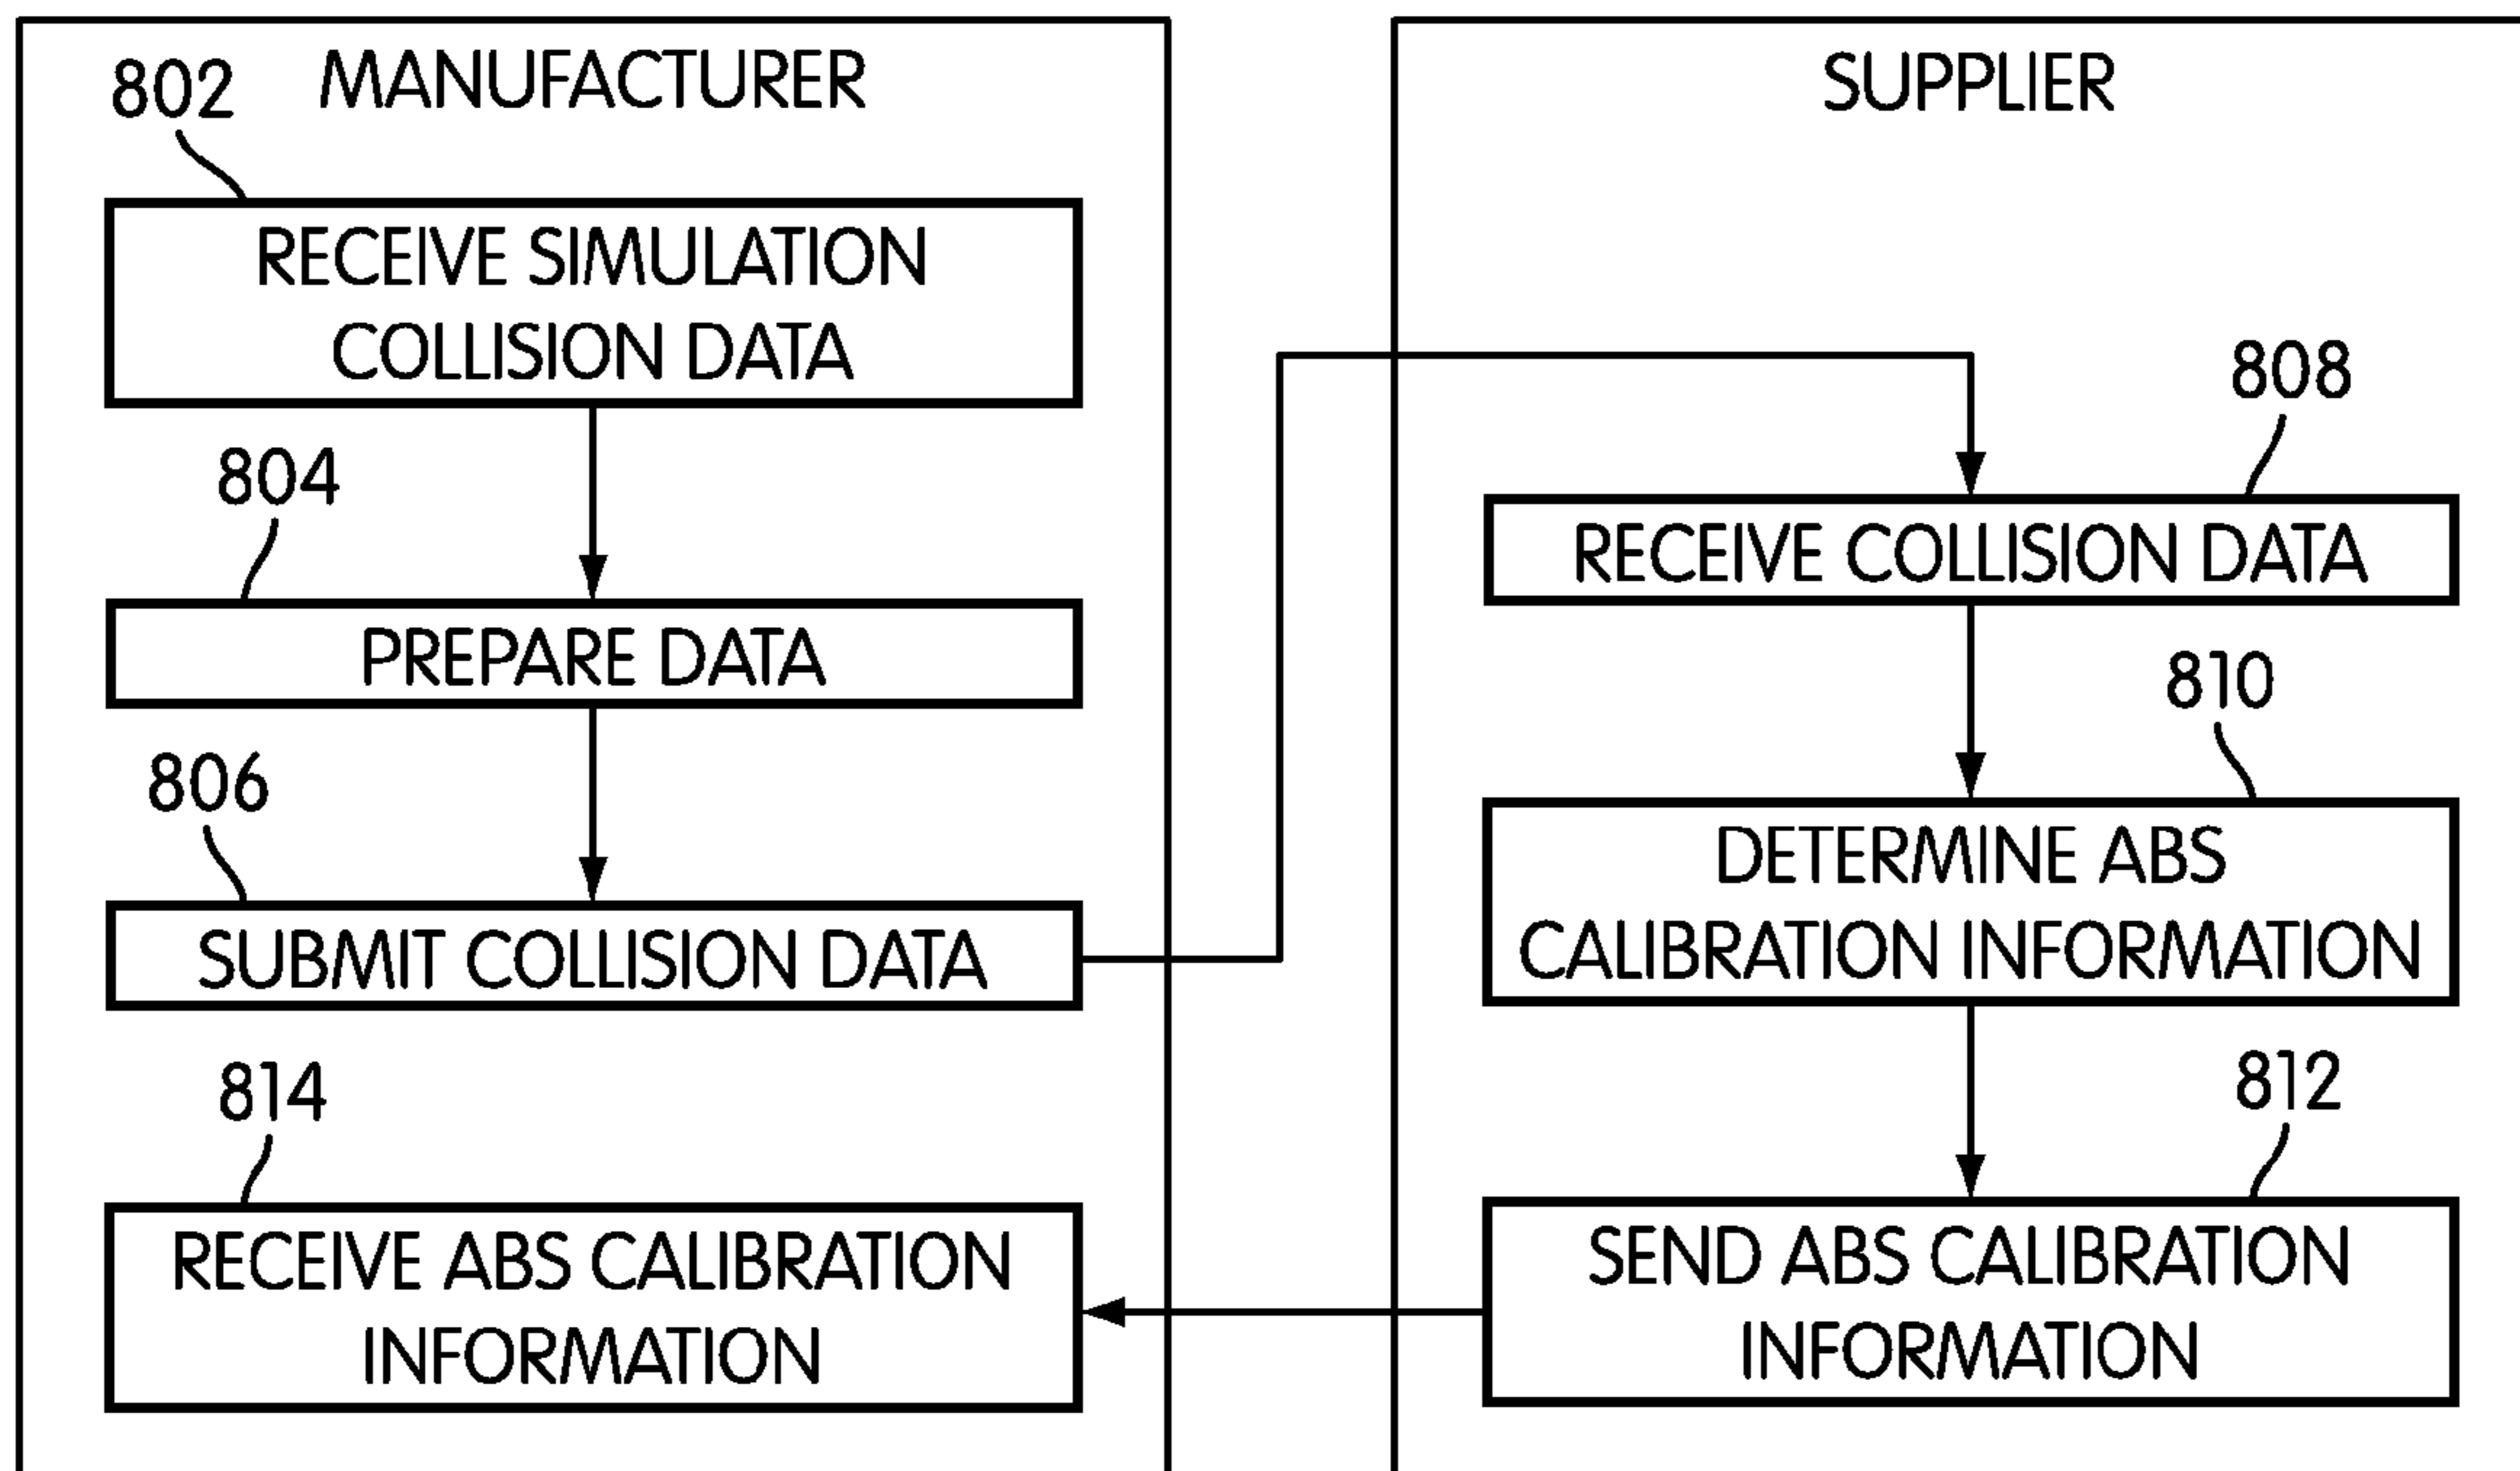 MANUFACTURER
802
RECEIVE SIMULATION
COLLISION DATA
804
PREPARE DATA
806
SUBMIT COLLISION DATA
814
RECEIVE ABS CALIBRATION
INFORMATION
SUPPLIER
808
RECEIVE COLLISION DATA
810
DETERMINE ABS
CALIBRATION INFORMATION
812
SEND ABS CALIBRATION
INFORMATION